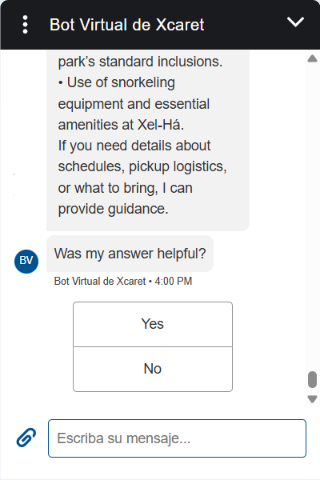 Bot Virtual de Xcaret
park’s standard inclusions.
• Use of snorkeling
equipment and essential
amenities at Xel-Há.
If you need details about
schedules, pickup logistics,
or what to bring, I can
provide guidance.
Was my answer helpful?
BV
Bot Virtual de Xcaret • 4:00 PM
Yes
No
Escriba su mensaje...